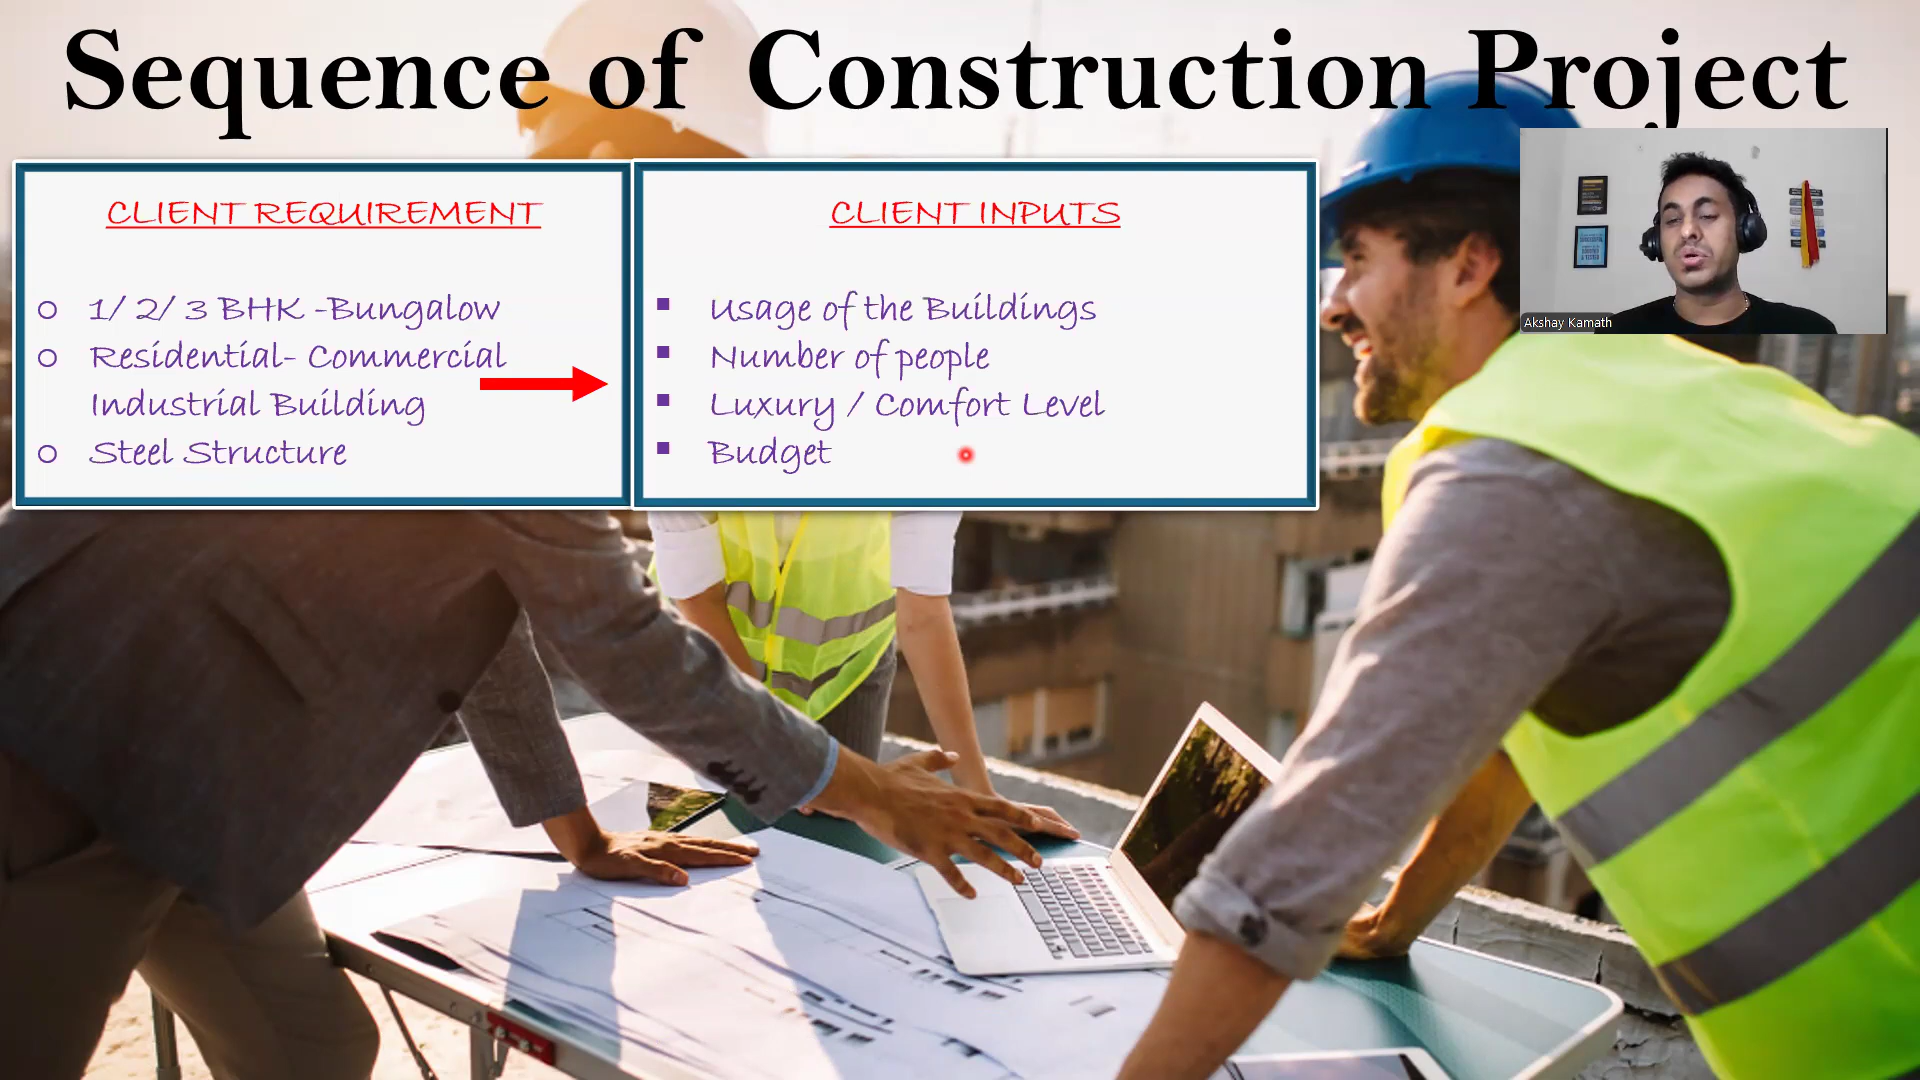 Sequence of Construction Project
CLIENT REQUIREMENT
1/ 2/ 3 BHK -Bungalow
Residential- Commercial
Industrial Building
Steel Structure
CLIENT INPUTS
Usage of the Buildings
Number of people
Luxury / Comfort Level
Budget
Akshay Kamath